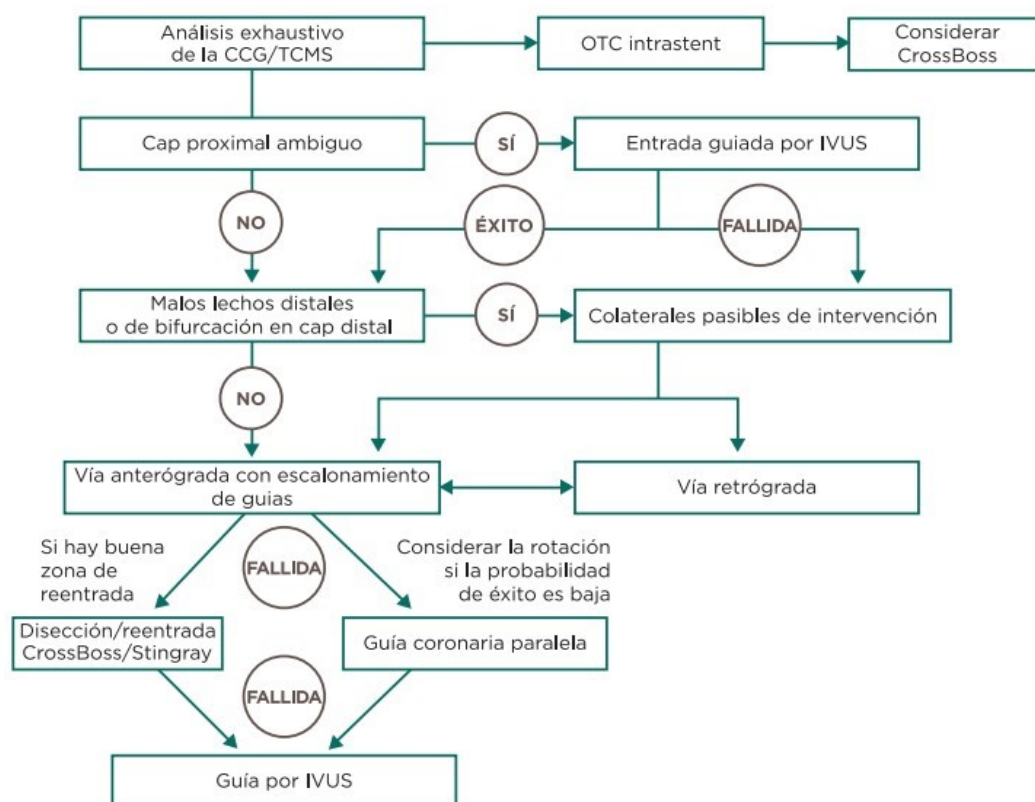 Análisis exhaustivo
de la CCG/TCMS
OTC intrastent
Considerar
CrossBoss
Cap proximal ambiguo
SÍ
Entrada guiada por IVUS
NO
ÉXITO
FALLIDA
Malos lechos distales
o de bifurcación en cap distal
SÍ
Colaterales pasibles de intervención
NO
Vía anterógrada con escalonamiento
de guias
Vía retrógrada
Si hay buena
zona de
reentrada
FALLIDA
Considerar la rotación
si la probabilidad
de éxito es baja
Disección/reentrada
CrossBoss/Stingray
Guía coronaria paralela
FALLIDA
Guía por IVUS